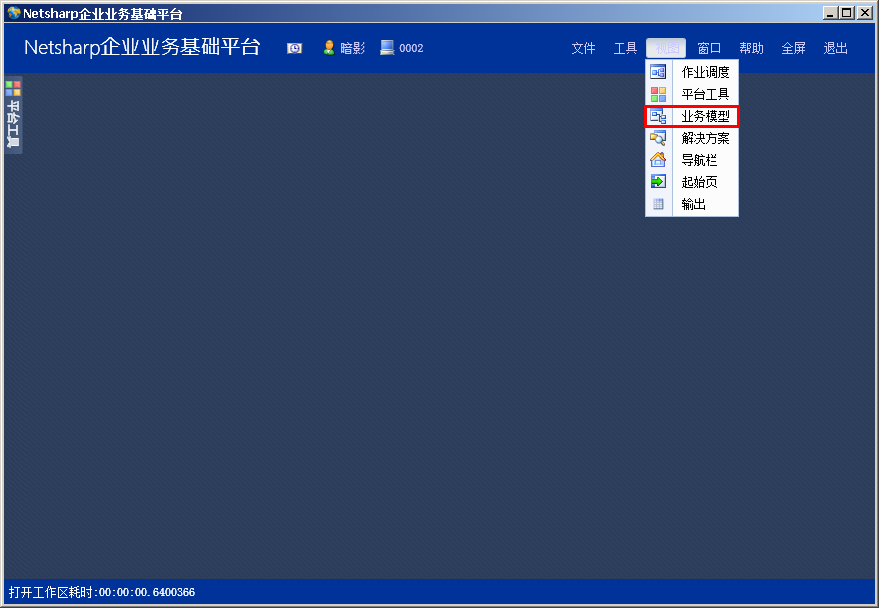 Netsharp企业业务基础平台
Netsharp企业业务基础平台 暗影 0002 文件 工具 视图 窗口 帮助 全屏 退出
作业调度
平台工具
业务模型
解决方案
导航栏
起始页
输出
平台工具
打开工作区耗时:00:00:00.6400366